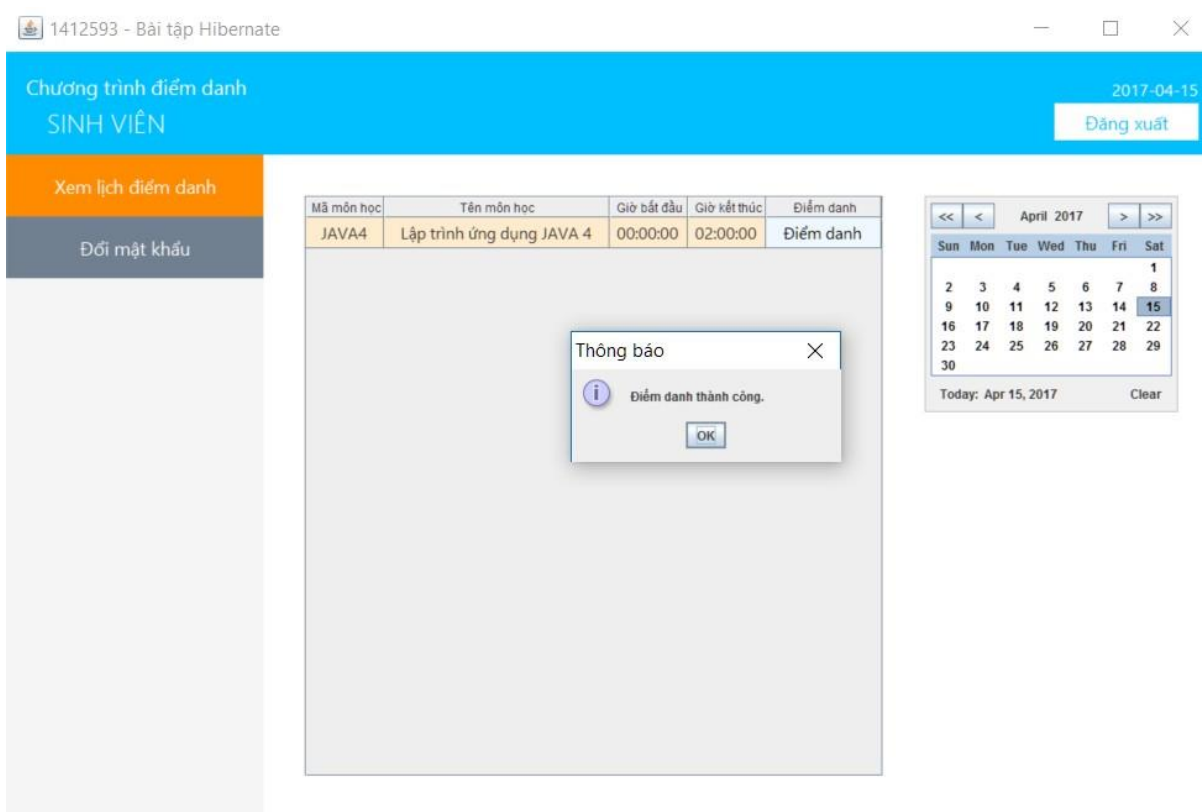 1412593 - Bài tập Hibernate
Chương trình điểm danh
2017-04-15
SINH VIÊN
Đăng xuất
Xem lịch điểm danh
Đổi mật khẩu
Mã môn học Tên môn học Giờ bắt đầu Giờ kết thúc Điểm danh
JAVA4 Lập trình ứng dụng JAVA 4 00:00:00 02:00:00 Điểm danh
Thông báo
Điểm danh thành công.
OK
<< < April 2017 > >>
Sun Mon Tue Wed Thu Fri Sat
1
2 3 4 5 6 7 8
9 10 11 12 13 14 15
16 17 18 19 20 21 22
23 24 25 26 27 28 29
30
Today: Apr 15, 2017 Clear